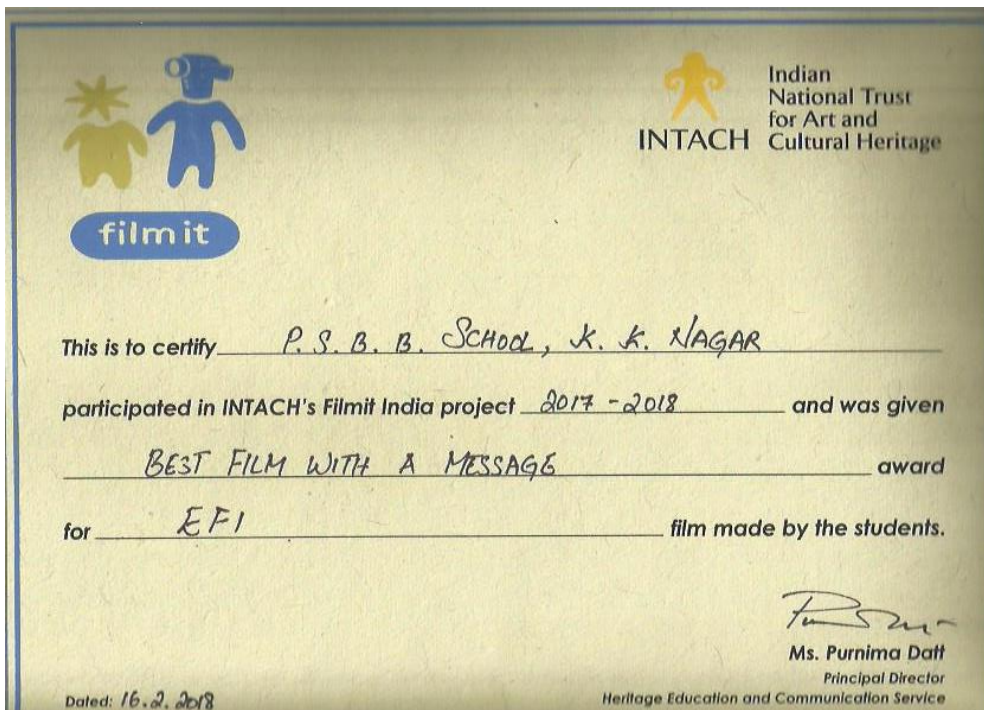 filmit
INTACH
Indian
National Trust
for Art and
Cultural Heritage
This is to certify P. S. B. B. SCHOOL, K. K. NAGAR
participated in INTACH's Filmit India project 2017 - 2018 and was given
BEST FILM WITH A MESSAGE award
for EFI film made by the students.
Ms. Purnima Datt
Principal Director
Dated: 16.2.2018 Heritage Education and Communication Service